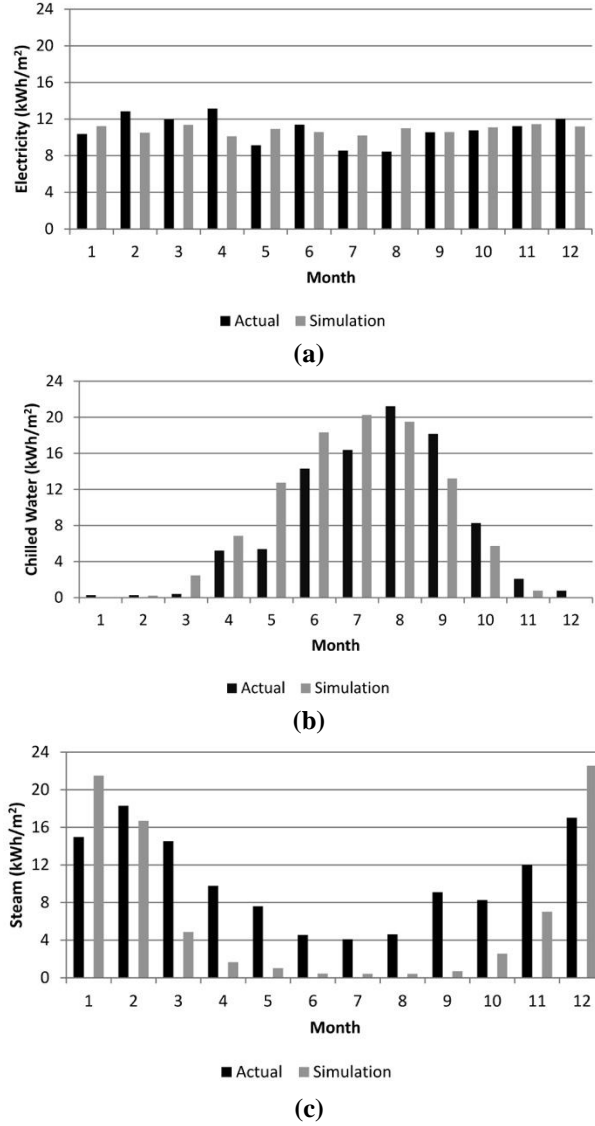 24
20
16
12
8
4
0
Electricity (kWh/m²)
1 2 3 4 5 6 7 8 9 10 11 12
Month
Actual Simulation
(a)
24
20
16
12
8
4
0
Chilled Water (kWh/m²)
1 2 3 4 5 6 7 8 9 10 11 12
Month
Actual Simulation
(b)
24
20
16
12
8
4
0
Steam (kWh/m²)
1 2 3 4 5 6 7 8 9 10 11 12
Month
Actual Simulation
(c)